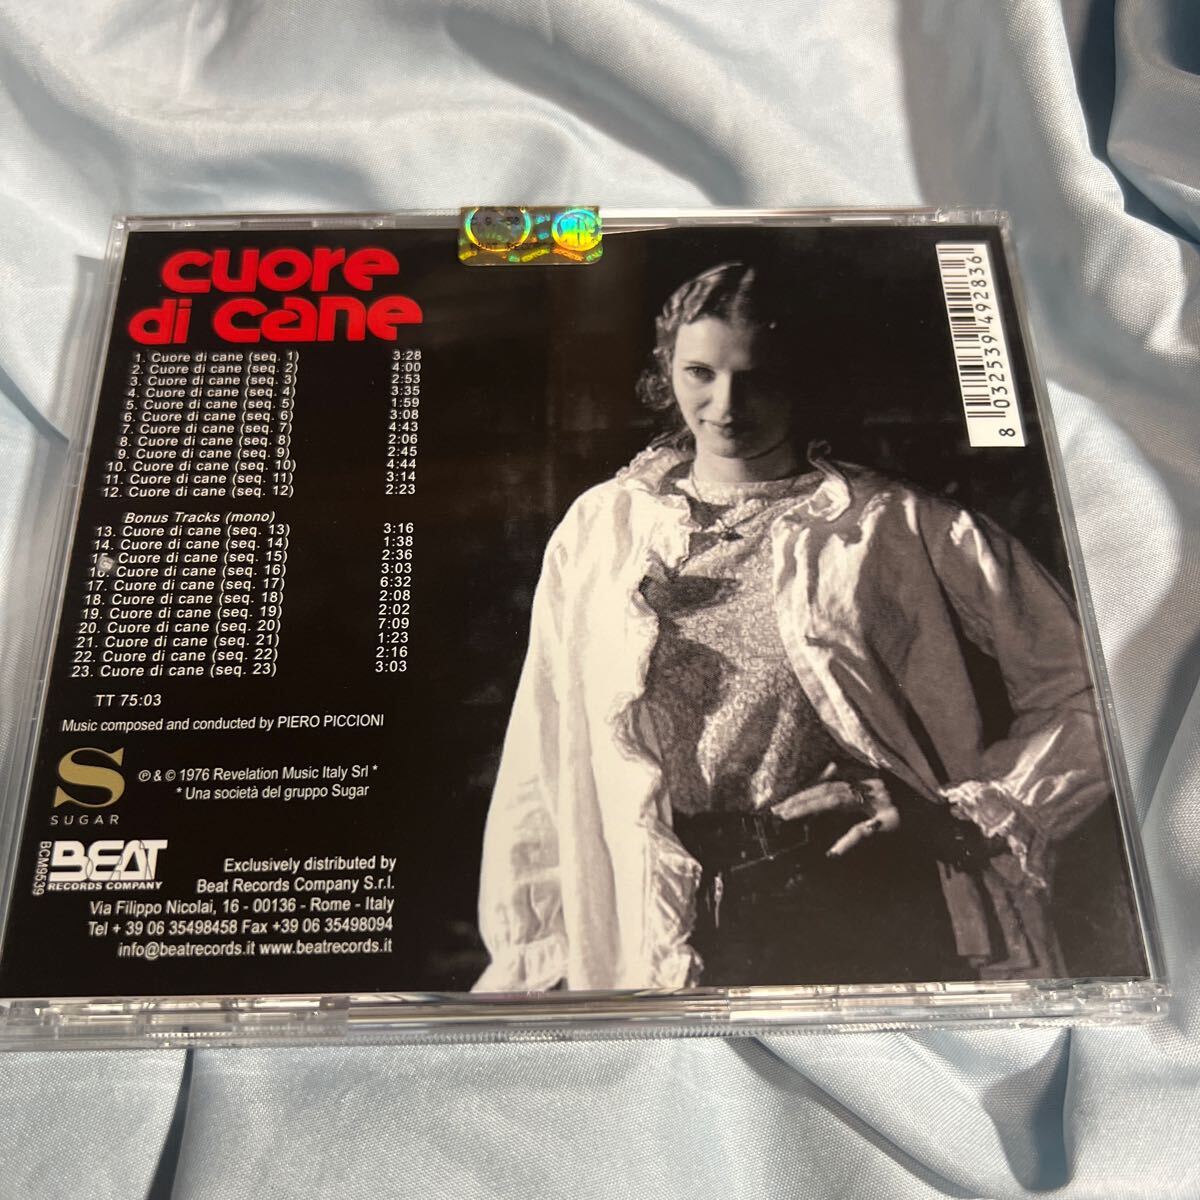 cuore
di cane
1. Cuore di cane (seq. 1) 3:28
2. Cuore di cane (seq. 2) 4:00
3. Cuore di cane (seq. 3) 2:53
4. Cuore di cane (seq. 4) 3:35
5. Cuore di cane (seq. 5) 1:59
6. Cuore di cane (seq. 6) 3:08
7. Cuore di cane (seq. 7) 4:43
8. Cuore di cane (seq. 8) 2:06
9. Cuore di cane (seq. 9) 2:45
10. Cuore di cane (seq. 10) 4:44
11. Cuore di cane (seq. 11) 3:14
12. Cuore di cane (seq. 12) 2:23
Bonus Tracks (mono)
13. Cuore di cane (seq. 13) 3:16
14. Cuore di cane (seq. 14) 1:38
15. Cuore di cane (seq. 15) 2:36
16. Cuore di cane (seq. 16) 3:03
17. Cuore di cane (seq. 17) 6:32
18. Cuore di cane (seq. 18) 2:08
19. Cuore di cane (seq. 19) 2:02
20. Cuore di cane (seq. 20) 7:09
21. Cuore di cane (seq. 21) 1:23
22. Cuore di cane (seq. 22) 2:16
23. Cuore di cane (seq. 23) 3:03
TT 75:03
Music composed and conducted by PIERO PICCIONI
S
SUGAR
℗ & © 1976 Revelation Music Italy Srl *
* Una società del gruppo Sugar
BCM9539
BEAT
RECORDS COMPANY
Exclusively distributed by
Beat Records Company S.r.l.
Via Filippo Nicolai, 16 - 00136 - Rome - Italy
Tel + 39 06 35498458 Fax +39 06 35498094
info@beatrecords.it www.beatrecords.it
8 032539 492836